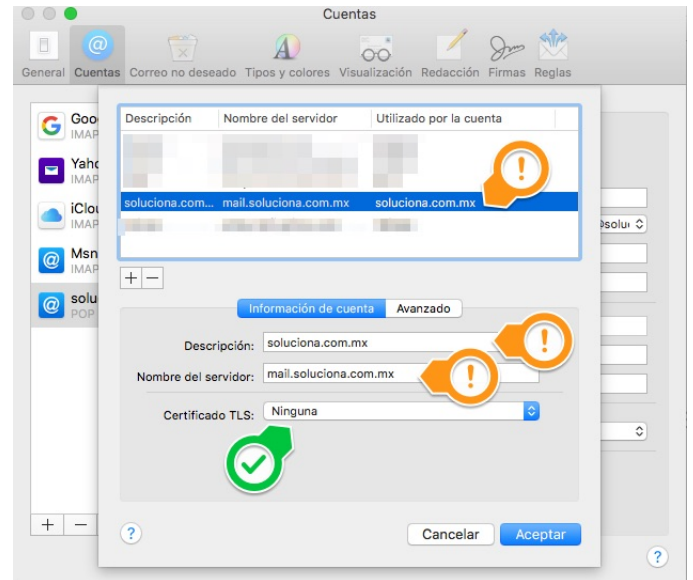 Cuentas
General Cuentas Correo no deseado Tipos y colores Visualización Redacción Firmas Reglas
Descripción Nombre del servidor Utilizado por la cuenta
Goo
IMAP
Yaho
IMAP
soluciona.com... mail.soluciona.com.mx soluciona.com.mx
iClou
IMAP
@solu
Msn
IMAP
solu
POP
Información de cuenta Avanzado
Descripción: soluciona.com.mx
Nombre del servidor: mail.soluciona.com.mx
Certificado TLS: Ninguna
Cancelar Aceptar